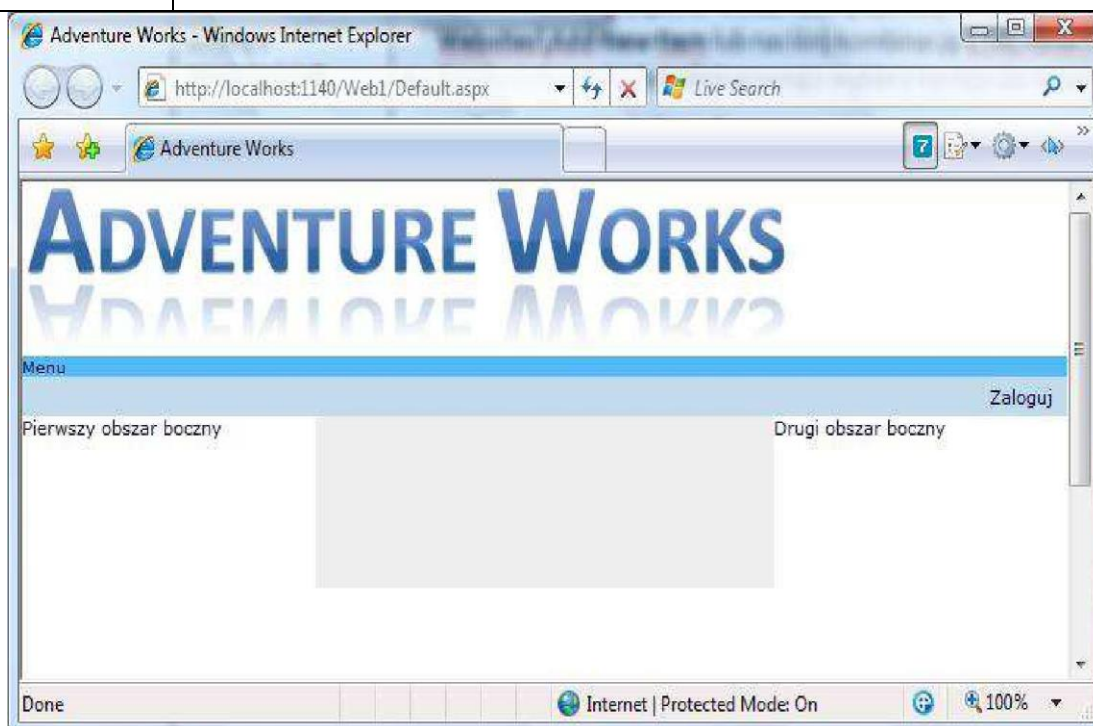 Adventure Works - Windows Internet Explorer
http://localhost:1140/Web1/Default.aspx
Live Search
Adventure Works
7
ADVENTURE WORKS
Menu
Zaloguj
Pierwszy obszar boczny
Drugi obszar boczny
Done
Internet | Protected Mode: On
100%